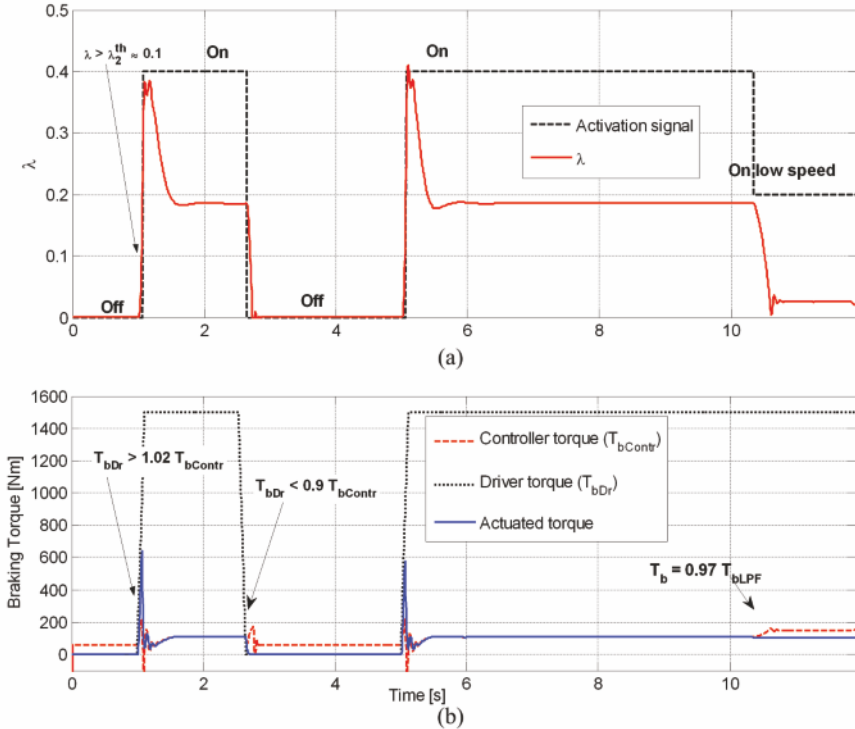 0.5
0.4
0.3
0.2
0.1
0
λ
λ > λ₂ᵗʰ ≈ 0.1
On
On
Activation signal
λ
On low speed
Off
Off
0 2 4 6 8 10
(a)
1600
1400
1200
1000
800
600
400
200
0
Braking Torque [Nm]
T_bDr > 1.02 T_bContr
T_bDr < 0.9 T_bContr
Controller torque (T_bContr)
Driver torque (T_bDr)
Actuated torque
T_b = 0.97 T_bLPF
0 2 4 6 8 10
Time [s]
(b)